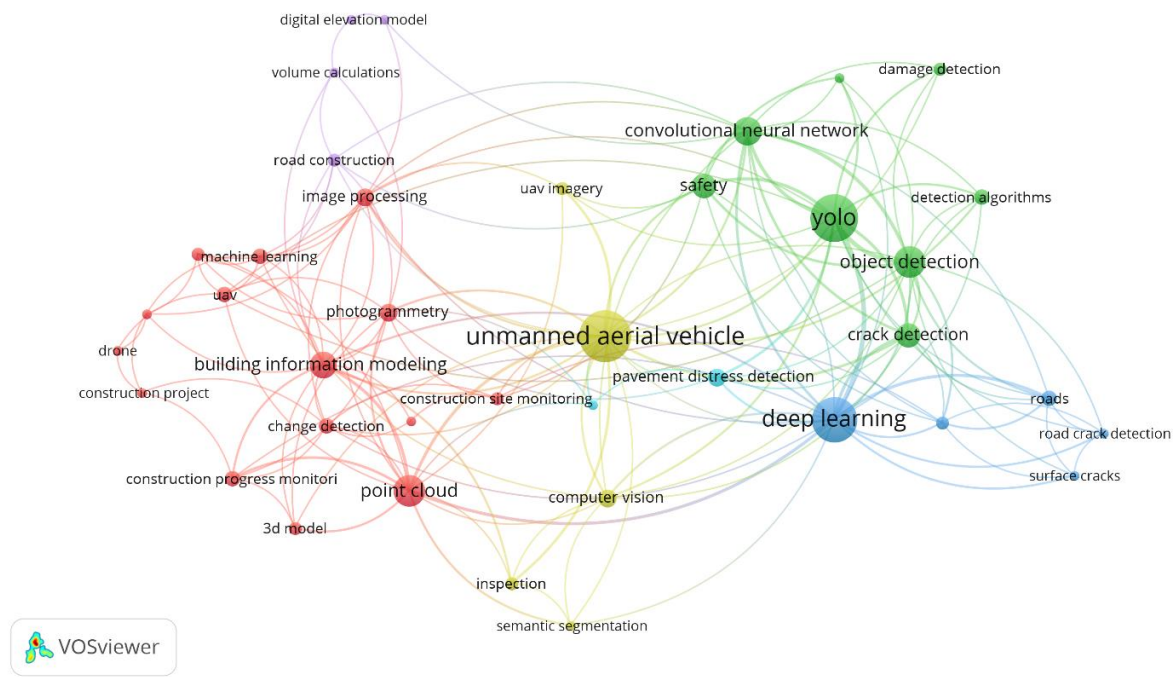 digital elevation model
damage detection
volume calculations
convolutional neural network
road construction
safety
uav imagery
image processing
detection algorithms
yolo
machine learning
object detection
uav
photogrammetry
unmanned aerial vehicle
crack detection
drone
building information modeling
pavement distress detection
construction project
construction site monitoring
roads
deep learning
change detection
road crack detection
construction progress monitori
surface cracks
point cloud
computer vision
3d model
inspection
semantic segmentation
VOSviewer